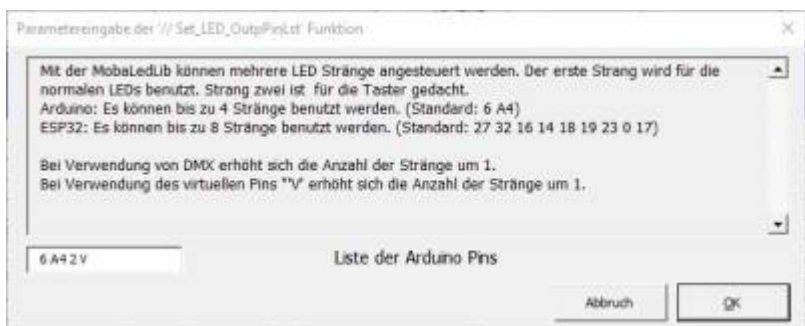 Parametereingabe der '// Set_LED_OutpPinLst' Funktion
Mit der MobaLedLib können mehrere LED Stränge angesteuert werden. Der erste Strang wird für die
normalen LEDs benutzt. Strang zwei ist für die Taster gedacht.
Arduino: Es können bis zu 4 Stränge benutzt werden. (Standard: 6 A4)
ESP32: Es können bis zu 8 Stränge benutzt werden. (Standard: 27 32 16 14 18 19 23 0 17)
Bei Verwendung von DMX erhöht sich die Anzahl der Stränge um 1.
Bei Verwendung des virtuellen Pins "'V' erhöht sich die Anzahl der Stränge um 1.
6 A4 2 V
Liste der Arduino Pins
Abbruch
OK